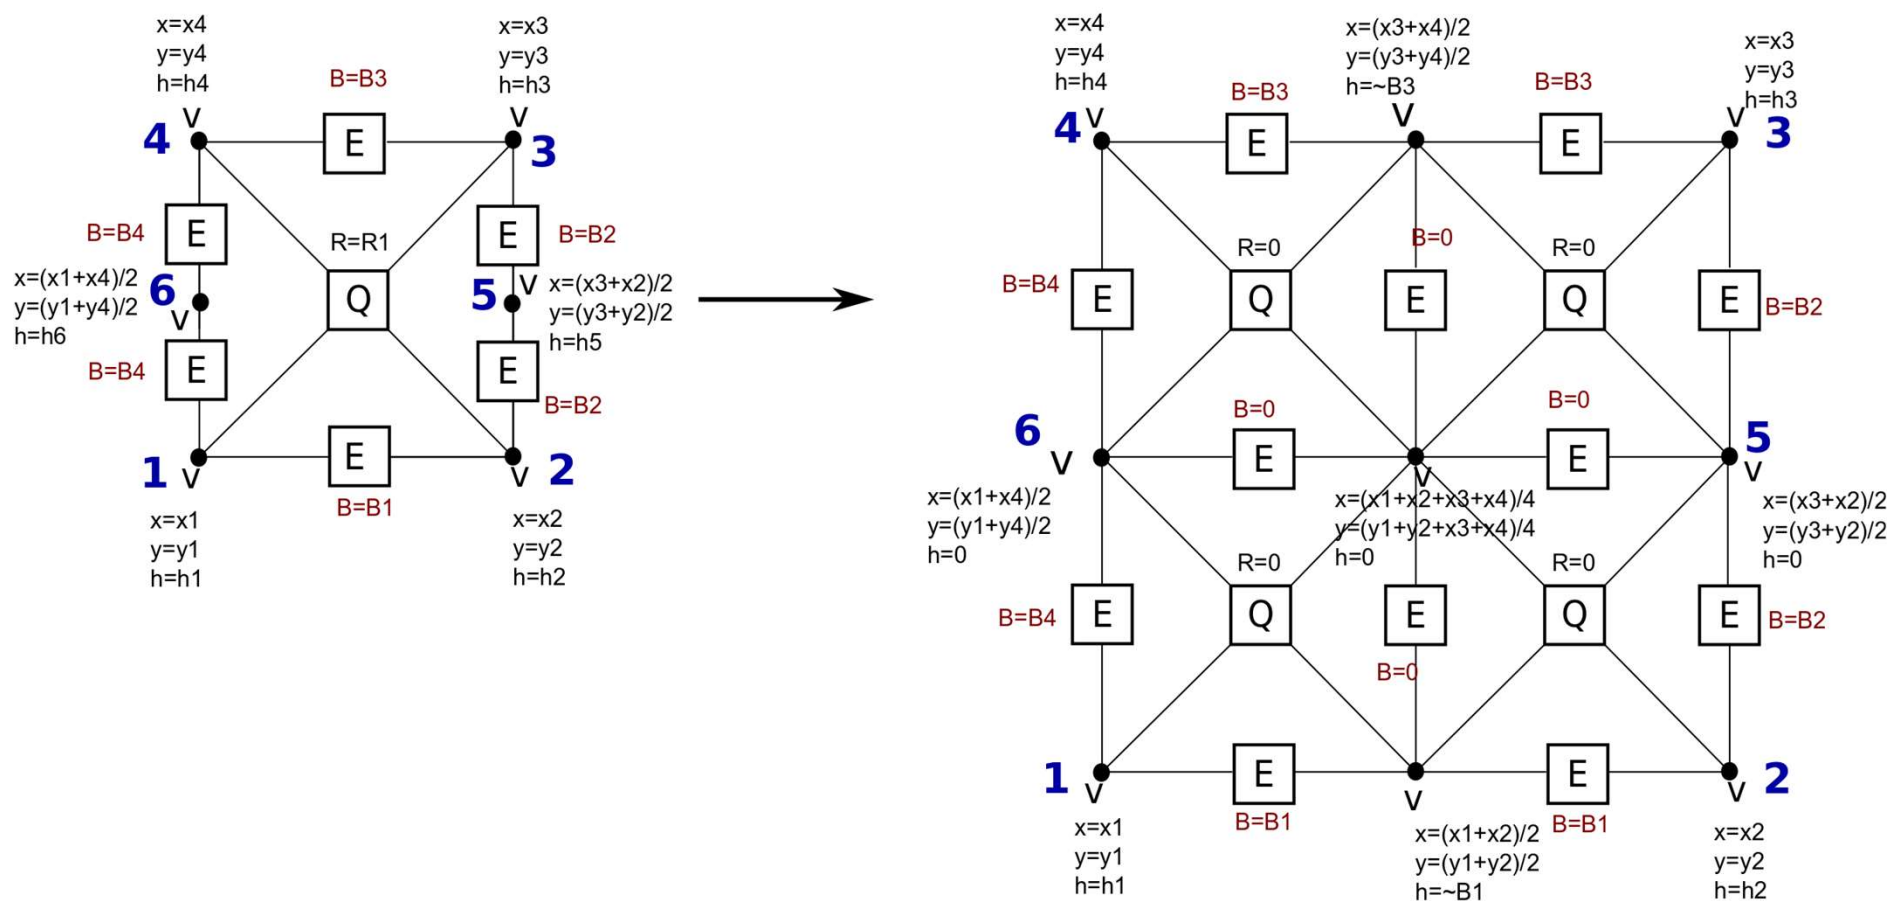 x=x4
y=y4
h=h4
V
4
B=B3
E
x=x3
y=y3
h=h3
V
3
B=B4
E
R=R1
Q
E
B=B2
x=(x1+x4)/2
y=(y1+y4)/2
h=h6
6
V
5
V
x=(x3+x2)/2
y=(y3+y2)/2
h=h5
B=B4
E
E
B=B2
1
V
E
B=B1
V
2
x=x1
y=y1
h=h1
x=x2
y=y2
h=h2
x=x4
y=y4
h=h4
4
V
B=B3
E
x=(x3+x4)/2
y=(y3+y4)/2
h=~B3
V
B=B3
E
x=x3
y=y3
h=h3
V
3
B=B4
E
R=0
Q
B=0
E
R=0
Q
E
B=B2
6
V
x=(x1+x4)/2
y=(y1+y4)/2
h=0
B=0
E
V
x=(x1+x2+x3+x4)/4
y=(y1+y2+x3+x4)/4
h=0
B=0
E
5
V
x=(x3+x2)/2
y=(y3+y2)/2
h=0
B=B4
E
R=0
Q
E
B=0
R=0
Q
E
B=B2
1
V
x=x1
y=y1
h=h1
E
B=B1
V
x=(x1+x2)/2
y=(y1+y2)/2
h=~B1
E
B=B1
V
2
x=x2
y=y2
h=h2